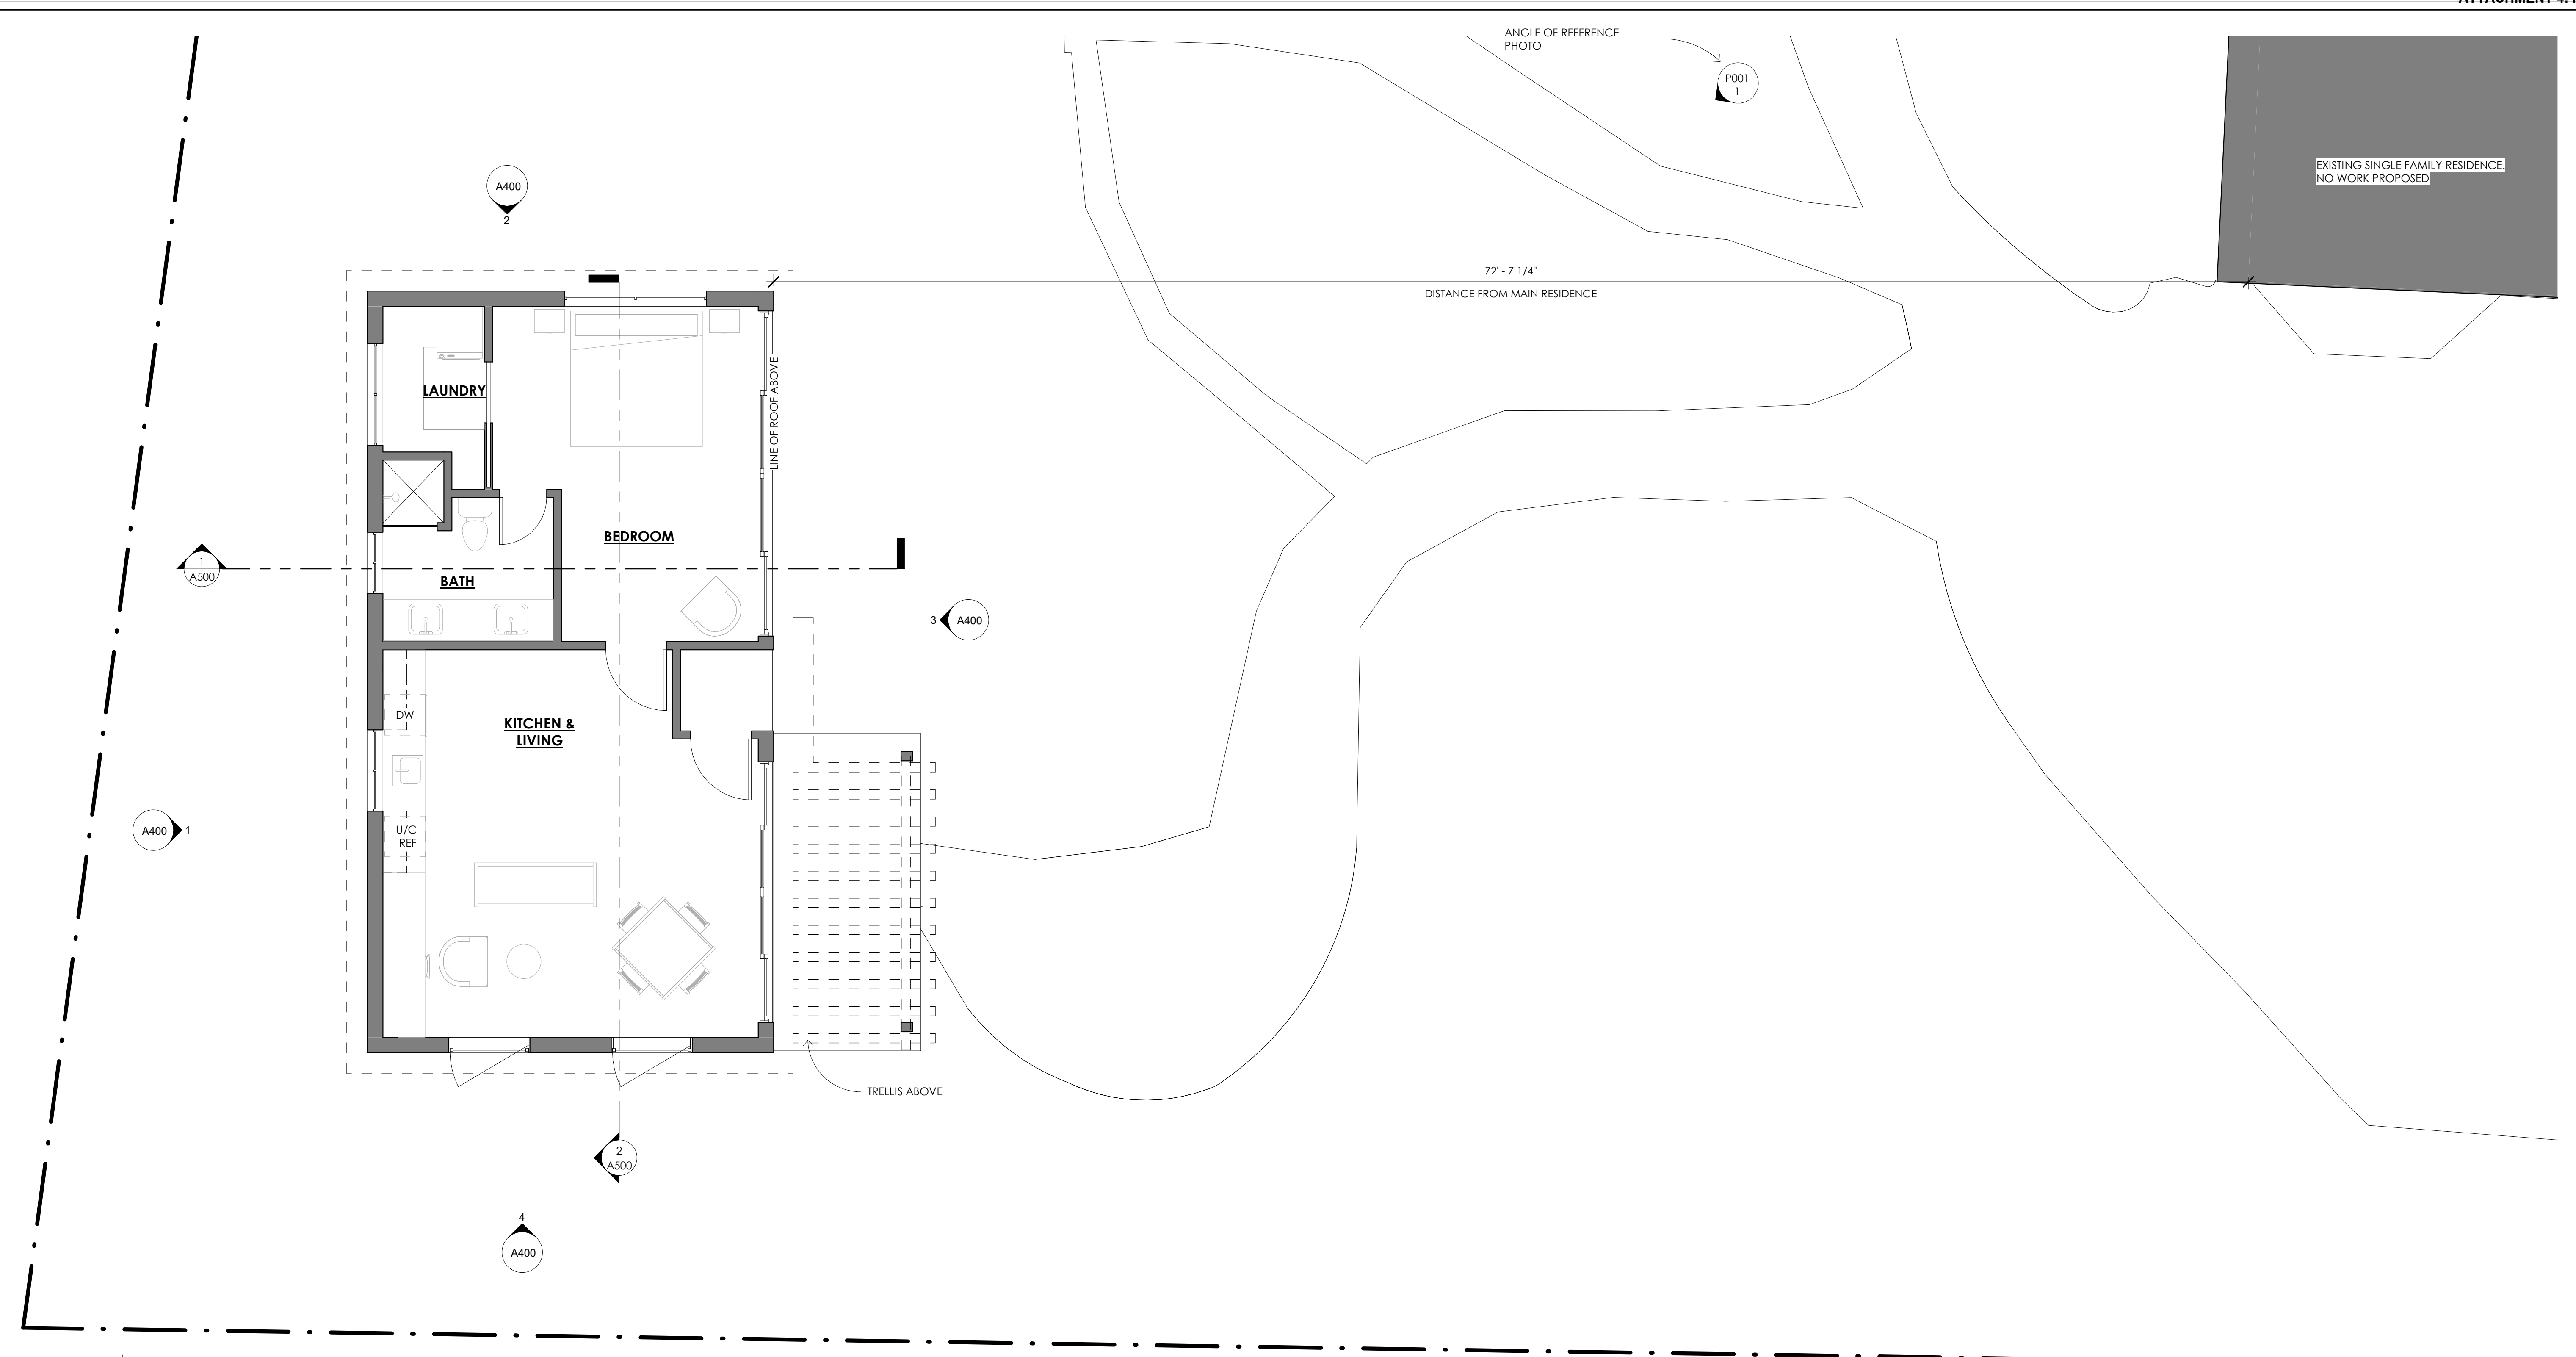 ANGLE OF REFERENCE
PHOTO
P001
1
EXISTING SINGLE FAMILY RESIDENCE.
NO WORK PROPOSED
A400
2
72' - 7 1/4"
DISTANCE FROM MAIN RESIDENCE
LINE OF ROOF ABOVE
LAUNDRY
BEDROOM
1
A500
BATH
3
A400
DW
KITCHEN &
LIVING
A400
1
U/C
REF
TRELLIS ABOVE
2
A500
4
A400